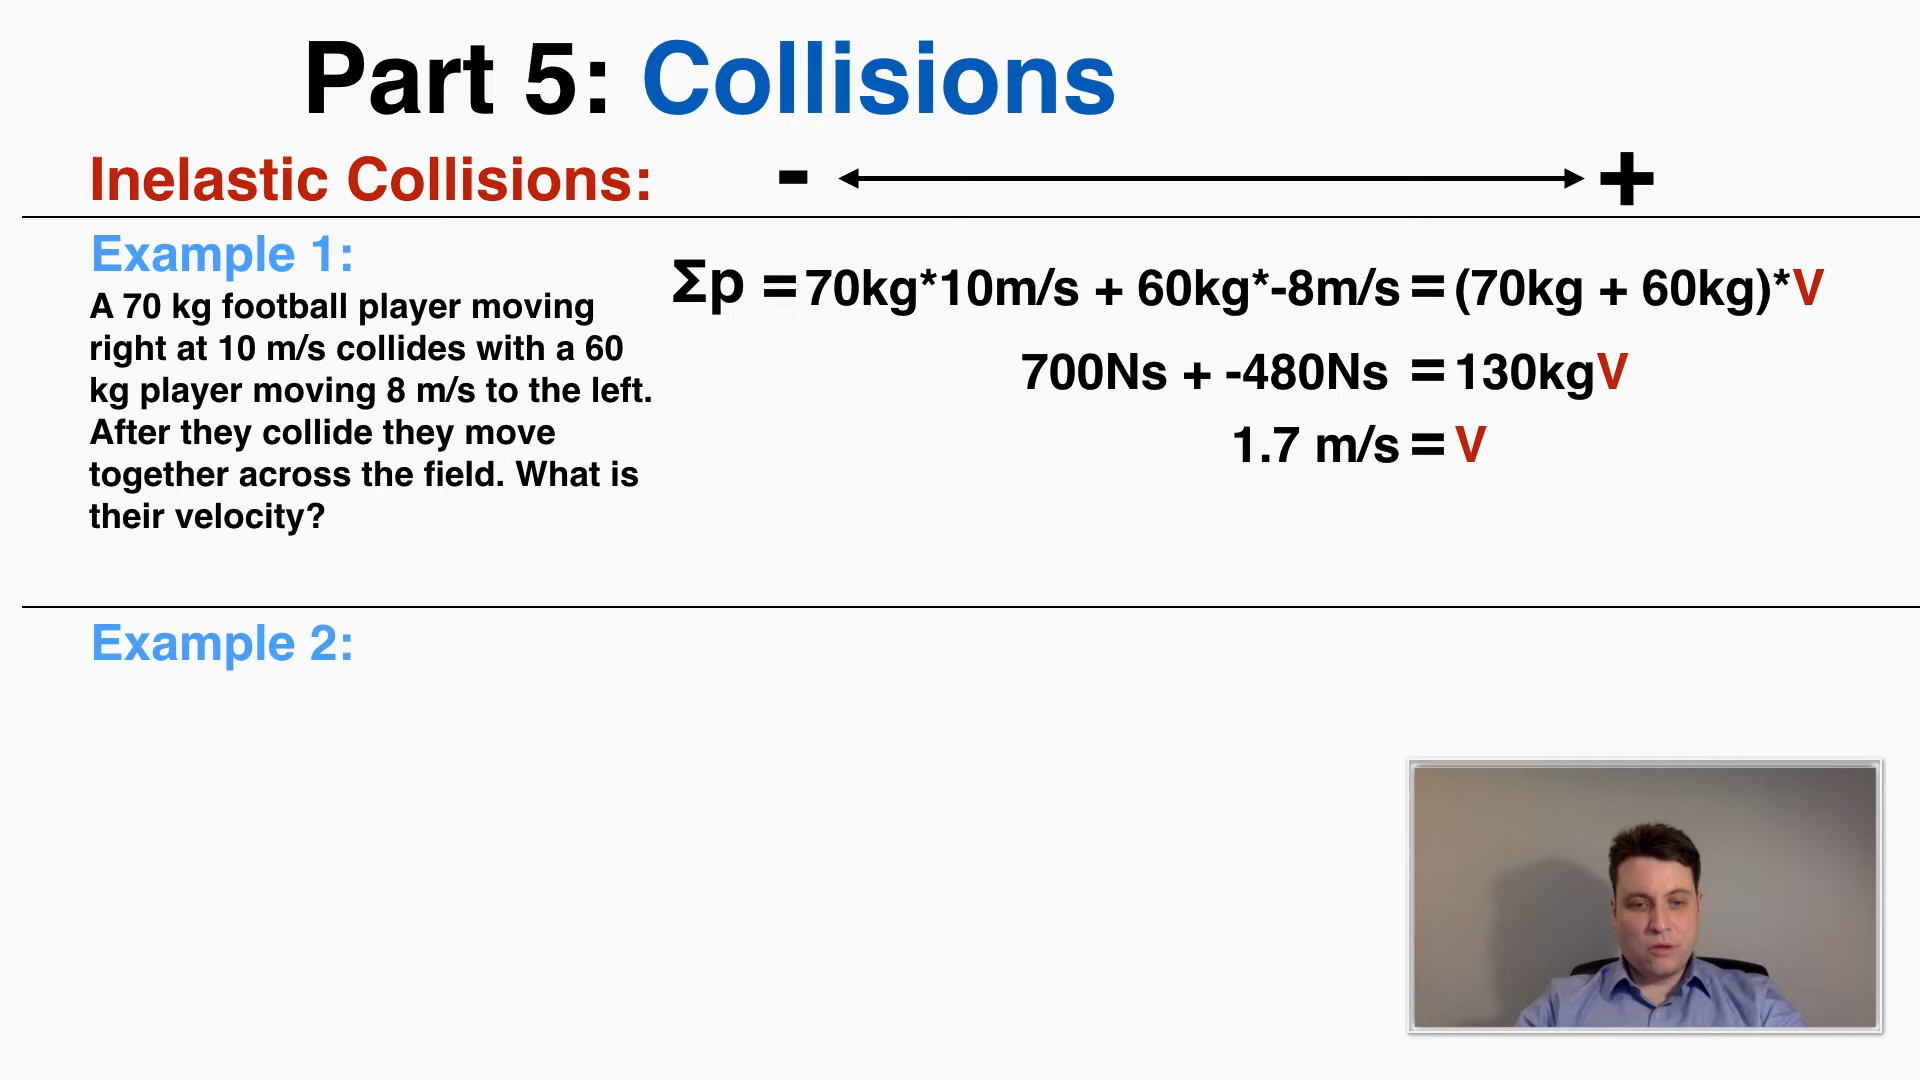 Part 5: Collisions
Inelastic Collisions: - +
Example 1:
A 70 kg football player moving
right at 10 m/s collides with a 60
kg player moving 8 m/s to the left.
After they collide they move
together across the field. What is
their velocity?
Σp = 70kg*10m/s + 60kg*-8m/s = (70kg + 60kg)*V
700Ns + -480Ns = 130kgV
1.7 m/s = V
Example 2: